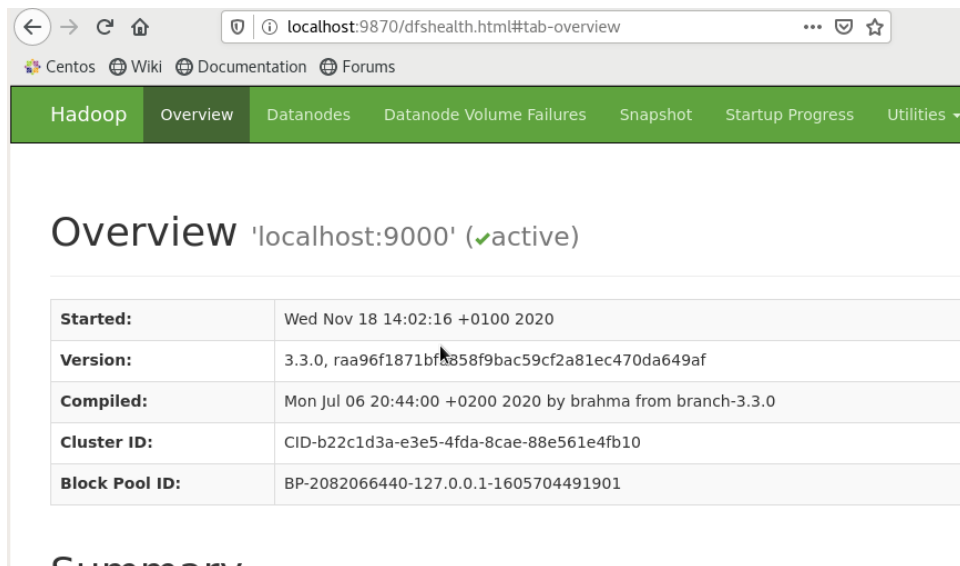 localhost:9870/dfshealth.html#tab-overview
Centos Wiki Documentation Forums
Hadoop Overview Datanodes Datanode Volume Failures Snapshot Startup Progress Utilities
Overview 'localhost:9000' (✔active)
Started: Wed Nov 18 14:02:16 +0100 2020
Version: 3.3.0,
Compiled: Mon Jul 06 20:44:00 +0200 2020 by brahma from branch-3.3.0
Cluster ID: CID-b22c1d3a-e3e5-4fda-8cae-88e561e4fb10
Block Pool ID: BP-2082066440-127.0.0.1-1605704491901
Summary